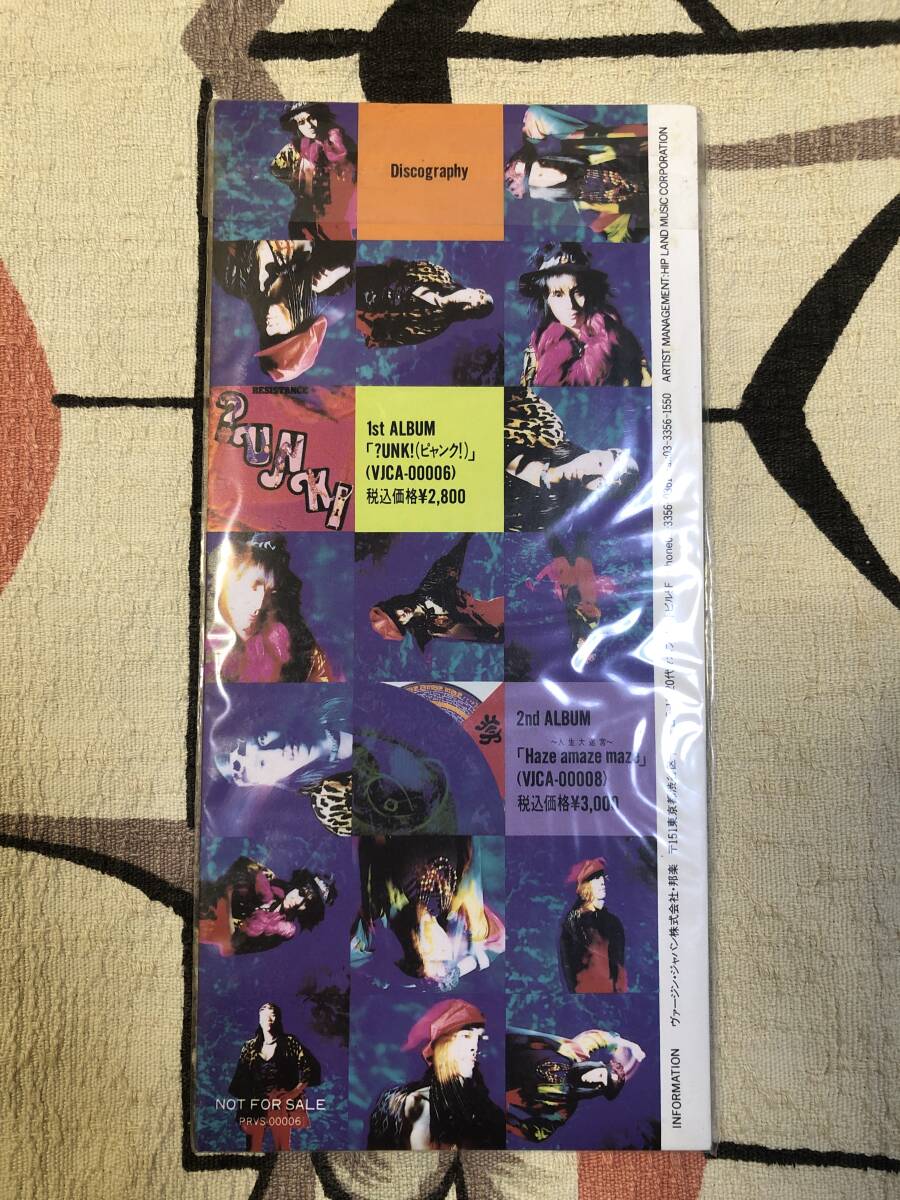 Discography
RESISTANCE
?UNK!
1st ALBUM
「?UNK!(ピャンク!)」
(VJCA-00006)
税込価格¥2,800
2nd ALBUM
〜人生大迷宮〜
「Haze amaze maze」
(VJCA-00008)
税込価格¥3,000
NOT FOR SALE
PRVS-00006
INFORMATION ヴァージン・ジャパン株式会社・邦楽 〒151東京都渋谷区 03-3356-1550 ARTIST MANAGEMENT:HIP LAND MUSIC CORPORATION